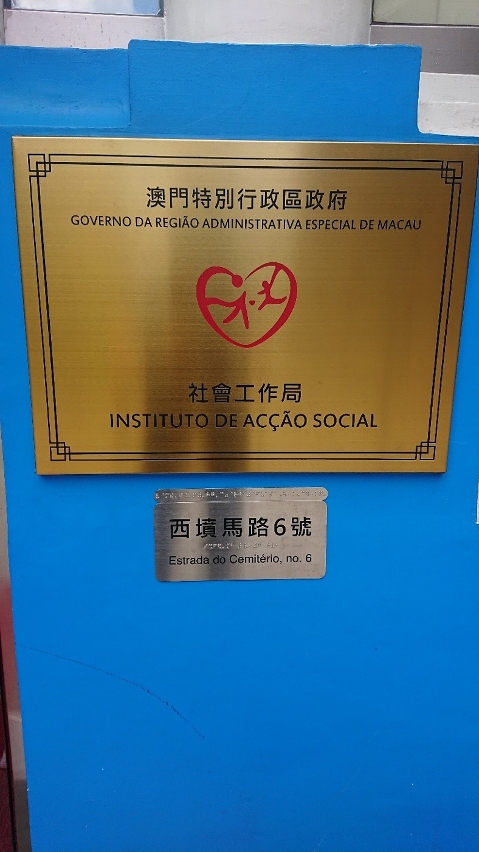 澳門特別行政區政府
GOVERNO DA REGIÃO ADMINISTRATIVA ESPECIAL DE MACAU
社會工作局
INSTITUTO DE ACÇÃO SOCIAL
西墳馬路6號
Estrada do Cemitério, no. 6